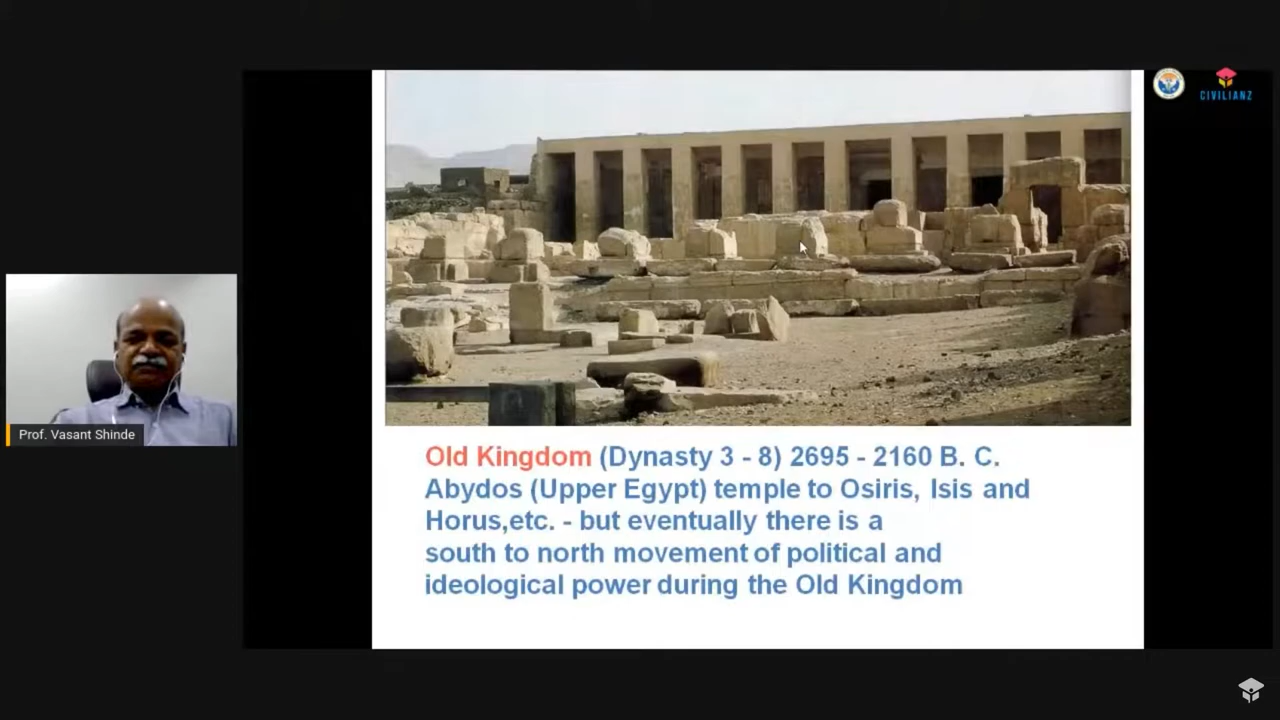 CIVILIANZ
Prof. Vasant Shinde
Old Kingdom (Dynasty 3 - 8) 2695 - 2160 B. C.
Abydos (Upper Egypt) temple to Osiris, Isis and
Horus,etc. - but eventually there is a
south to north movement of political and
ideological power during the Old Kingdom